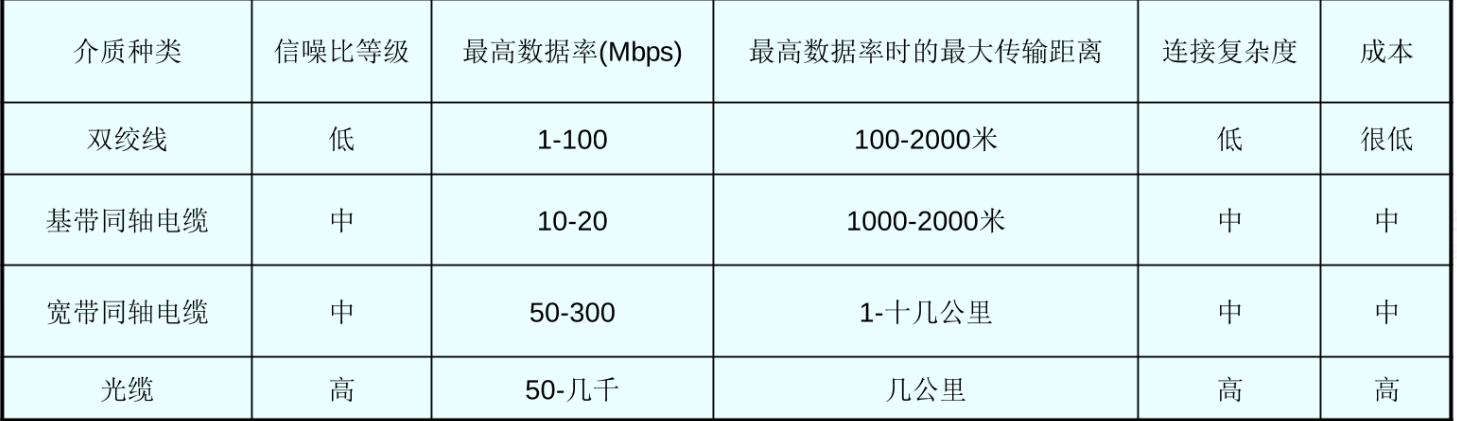 介质种类 信噪比等级 最高数据率(Mbps) 最高数据率时的最大传输距离 连接复杂度 成本
双绞线 低 1-100 100-2000米 低 很低
基带同轴电缆 中 10-20 1000-2000米 中 中
宽带同轴电缆 中 50-300 1-十几公里 中 中
光缆 高 50-几千 几公里 高 高